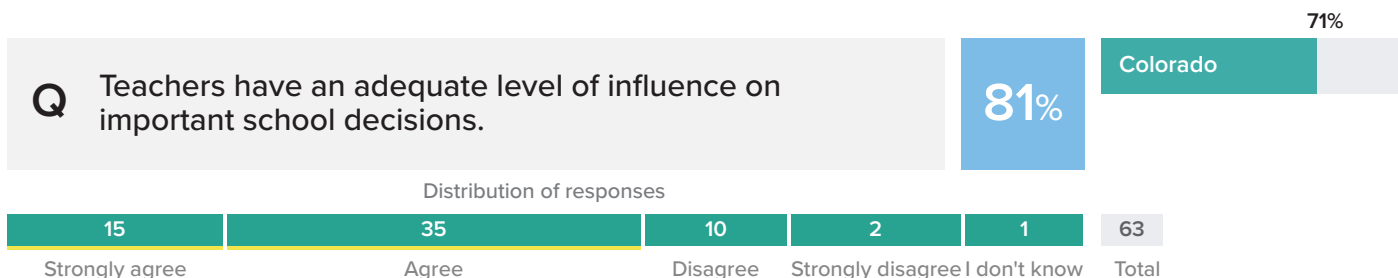 71%
Q
Teachers have an adequate level of influence on
important school decisions.
81%
Colorado
Distribution of responses
15 35 10 2 1 63
Strongly agree Agree Disagree Strongly disagree I don't know Total